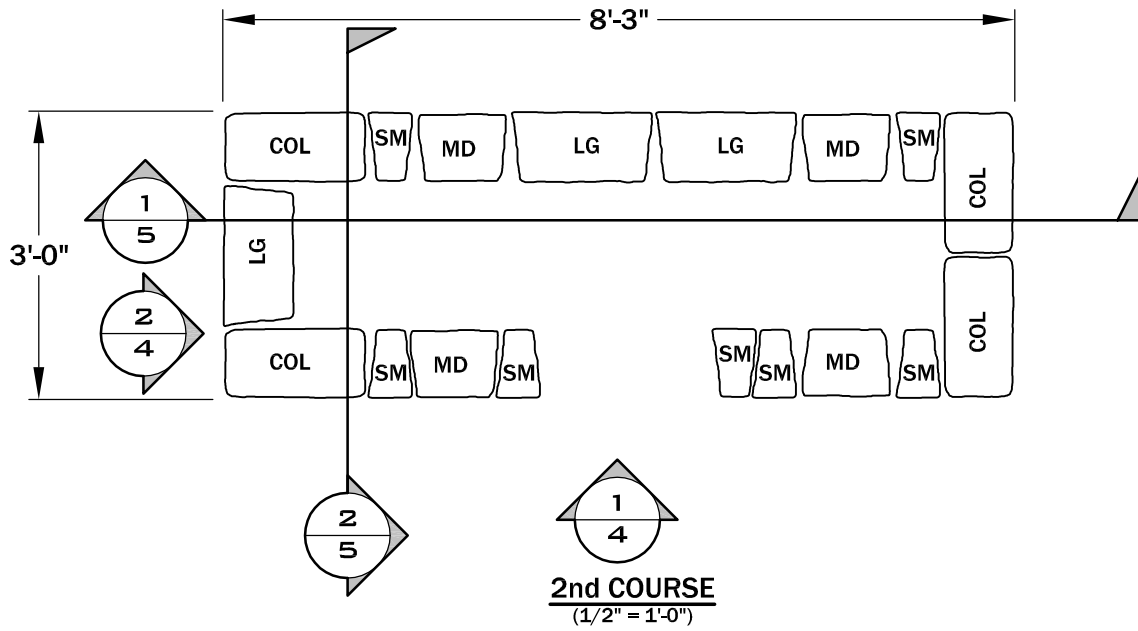 8'-3"
COL SM MD LG LG MD SM COL
1
5
3'-0"
LG
2
4
COL SM MD SM SM SM MD SM COL
2
5
1
4
2nd COURSE
(1/2" = 1'-0")